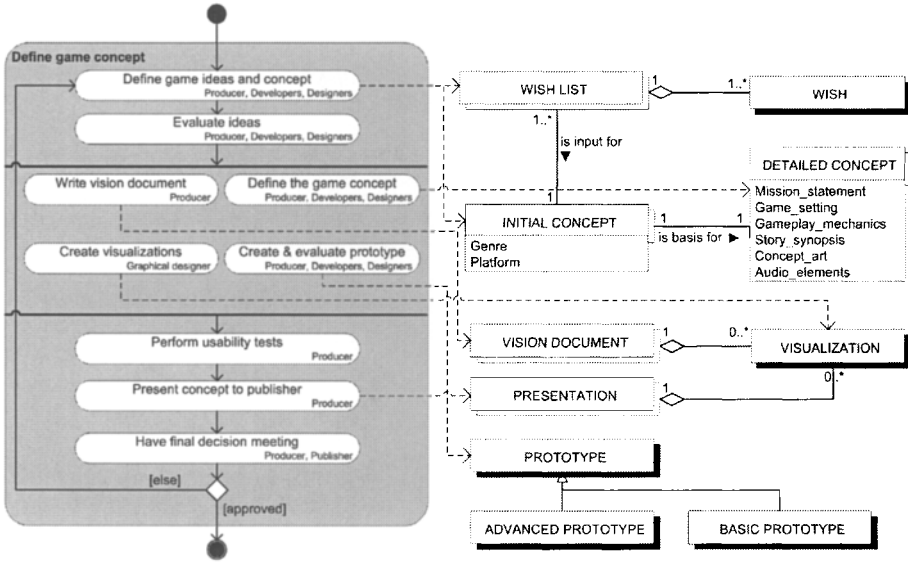 Define game concept
Define game ideas and concept
Producer, Developers, Designers
Evaluate ideas
Producer, Developers, Designers
Write vision document
Producer
Define the game concept
Producer, Developers, Designers
Create visualizations
Graphical designer
Create & evaluate prototype
Producer, Developers, Designers
Perform usability tests
Producer
Present concept to publisher
Producer
Have final decision meeting
Producer, Publisher
[else]
[approved]
WISH LIST
1
1..*
WISH
1..*
is input for
1
INITIAL CONCEPT
Genre
Platform
1
1
is basis for
DETAILED CONCEPT
Mission_statement
Game_setting
Gameplay_mechanics
Story_synopsis
Concept_art
Audio_elements
VISION DOCUMENT
1
0..*
VISUALIZATION
0..*
PRESENTATION
1
PROTOTYPE
ADVANCED PROTOTYPE
BASIC PROTOTYPE